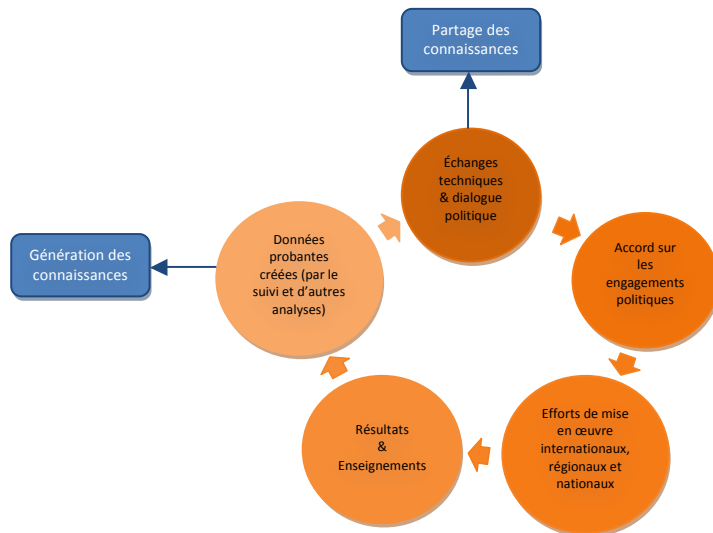 Partage des
connaissances
Échanges
techniques
& dialogue
politique
Données
probantes
créées (par le
suivi et d'autres
analyses)
Génération des
connaissances
Accord sur
les
engagements
politiques
Efforts de mise
en œuvre
internationaux,
régionaux et
nationaux
Résultats
&
Enseignements